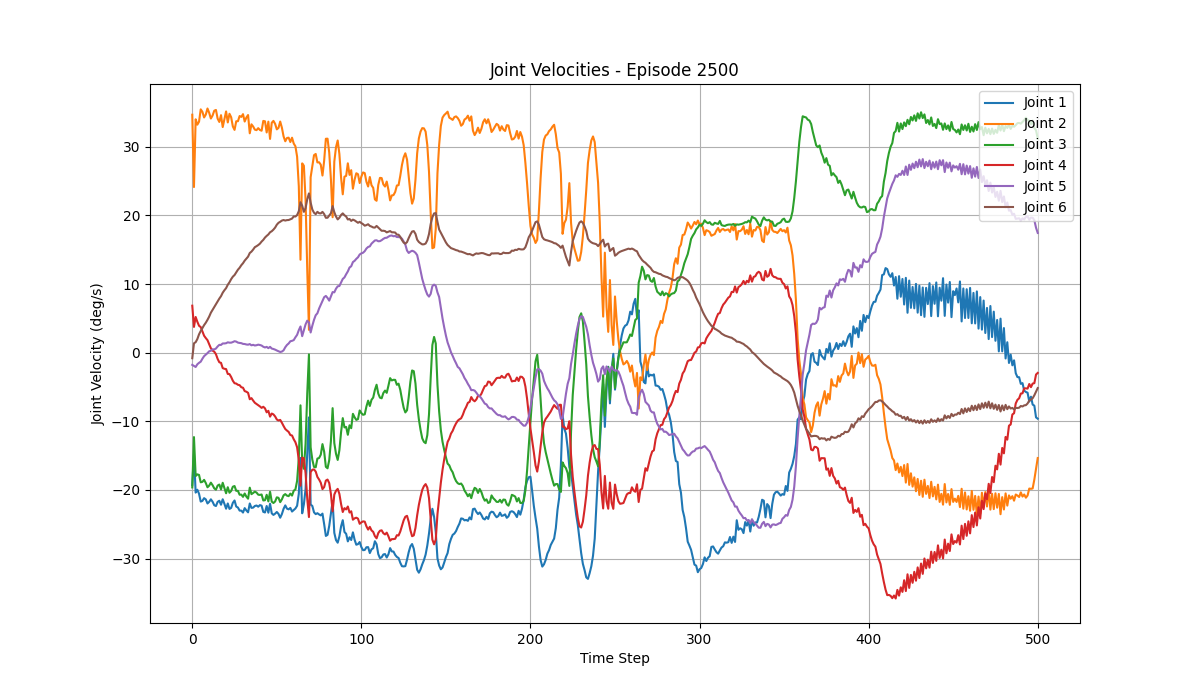 Joint Velocities - Episode 2500
Joint Velocity (deg/s)
30
20
10
0
−10
−20
−30
0 100 200 300 400 500
Time Step
Joint 1
Joint 2
Joint 3
Joint 4
Joint 5
Joint 6